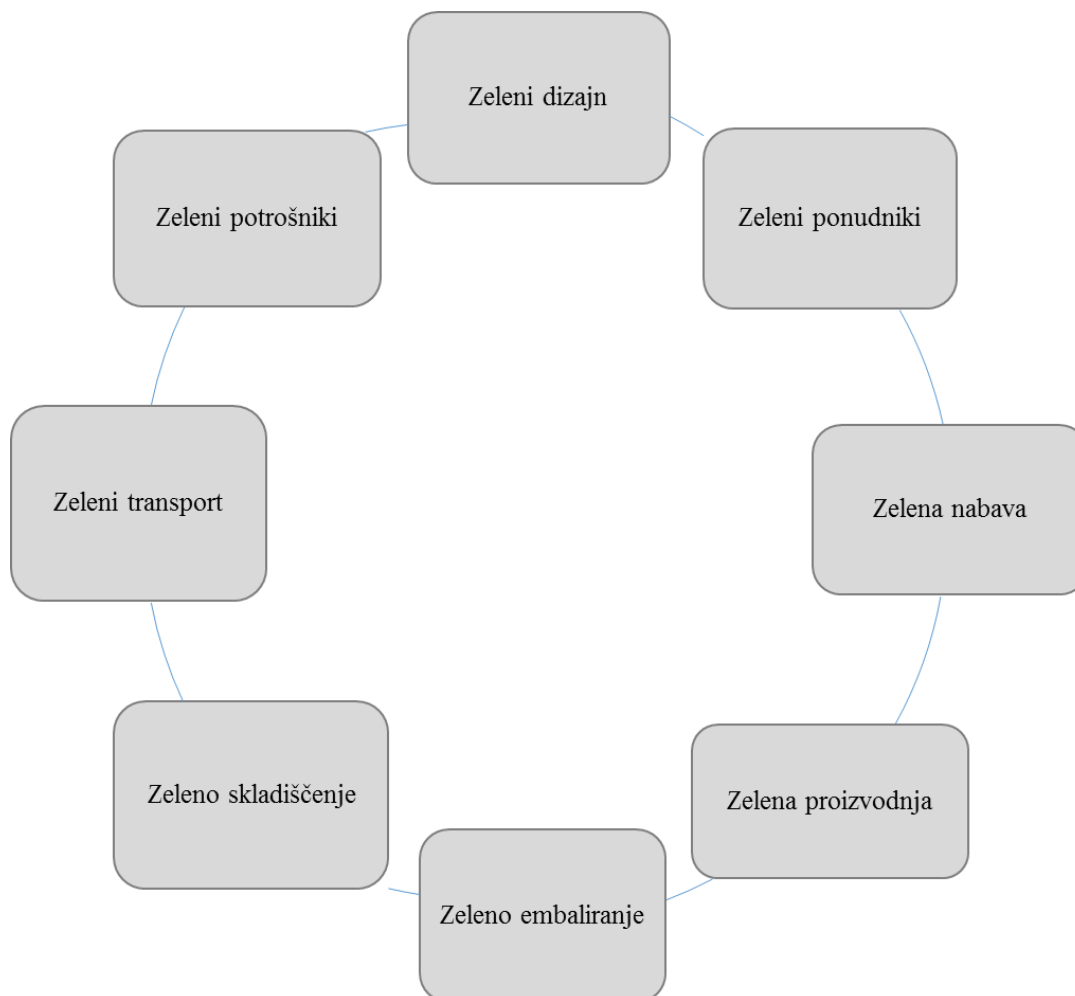 Zeleni dizajn
Zeleni ponudniki
Zelena nabava
Zelena proizvodnja
Zeleno embaliranje
Zeleno skladiščenje
Zeleni transport
Zeleni potrošniki